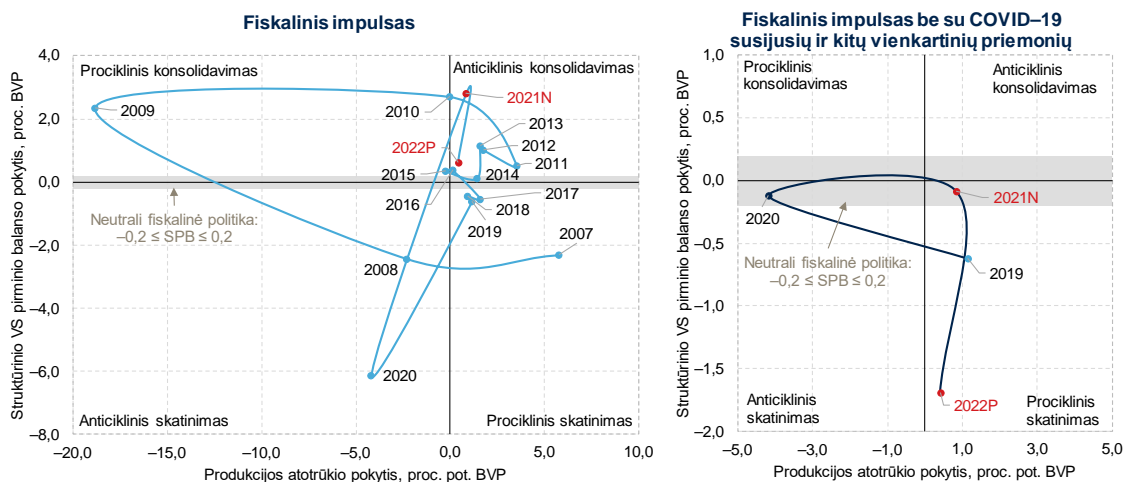 Fiskalinis impulsas
Struktūrinio VS pirminio balanso pokytis, proc. BVP
4,0
2,0
0,0
–2,0
–4,0
–6,0
–8,0
Prociklinis konsolidavimas
Anticiklinis konsolidavimas
2009
2010
2021N
2013
2012
2022P
2011
2015
2014
2016
2017
2018
2019
Neutrali fiskalinė politika:
–0,2 ≤ SPB ≤ 0,2
2007
2008
2020
Anticiklinis skatinimas
Prociklinis skatinimas
–20,0
–15,0
–10,0
–5,0
0,0
5,0
10,0
Produkcijos atotrūkio pokytis, proc. pot. BVP
Fiskalinis impulsas be su COVID–19
susijusių ir kitų vienkartinių priemonių
Struktūrinio VS pirminio balanso pokytis, proc. BVP
1,0
0,5
0,0
–0,5
–1,0
–1,5
–2,0
Prociklinis
konsolidavimas
Anticiklinis
konsolidavimas
2021N
2020
Neutrali fiskalinė politika:
–0,2 ≤ SPB ≤ 0,2
2019
2022P
Anticiklinis
skatinimas
Prociklinis
skatinimas
–5,0
–3,0
–1,0
1,0
3,0
5,0
Produkcijos atotrūkio pokytis, proc. pot. BVP